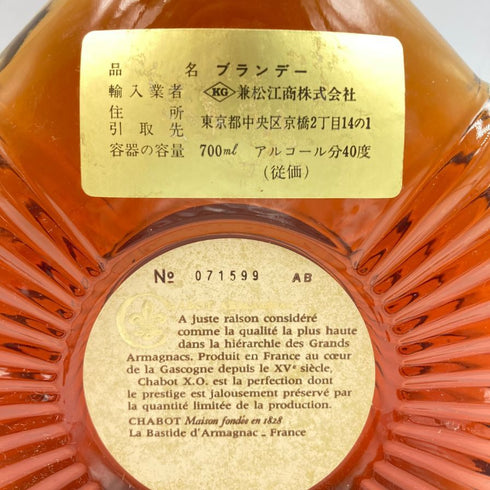 品名 ブランデー
輸入業者 KG 兼松江商株式会社
住所
引取先 東京都中央区京橋2丁目14の1
容器の容量 700ml アルコール分40度
(従価)
No 071599 AB
A juste raison considéré
comme la qualité la plus haute
dans la hiérarchie des Grands
Armagnacs. Produit en France au cœur
de la Gascogne depuis le XVe siècle,
Chabot X.O. est la perfection dont
le prestige est jalousement préservé par
la quantité limitée de la production.
CHABOT Maison fondée en 1828
La Bastide d'Armagnac - France